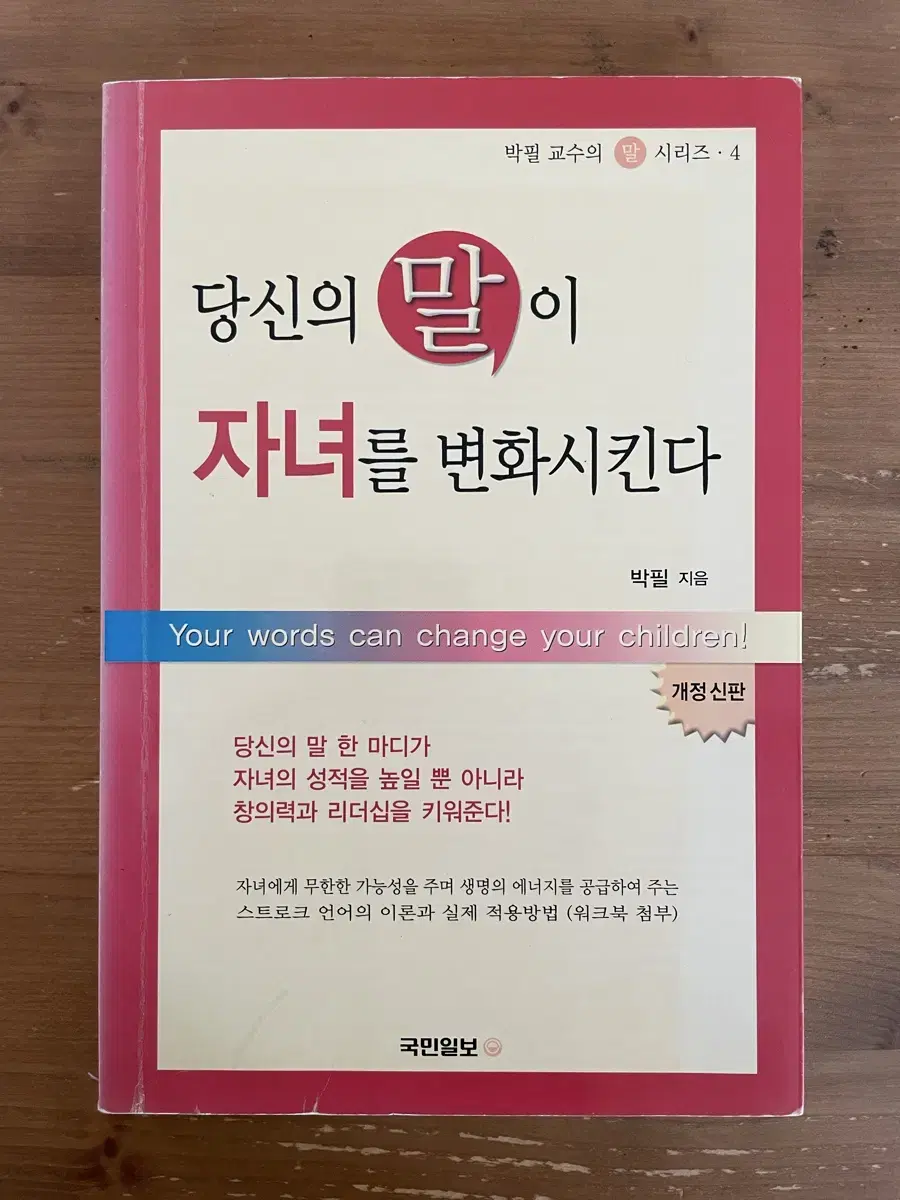 박필 교수의 말 시리즈 · 4
당신의 말이
자녀를 변화시킨다
박필 지음
Your words can change your children!
개정신판
당신의 말 한 마디가
자녀의 성적을 높일 뿐 아니라
창의력과 리더십을 키워준다!
자녀에게 무한한 가능성을 주며 생명의 에너지를 공급하여 주는
스트로크 언어의 이론과 실제 적용방법 (워크북 첨부)
국민일보